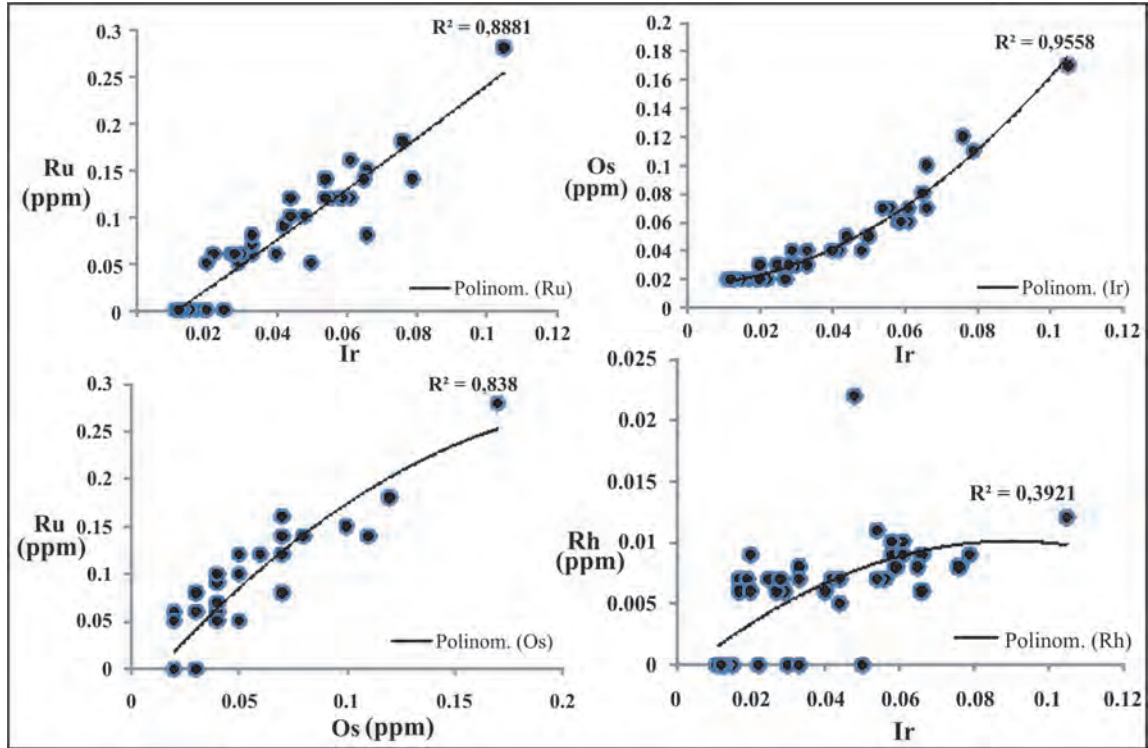 R² = 0,8881
0.3
0.25
0.2
0.15
0.1
0.05
0
Ru
(ppm)
Polinom. (Ru)
0.02
0.04
0.06
0.08
0.1
0.12
Ir
R² = 0,9558
0.2
0.18
0.16
0.14
0.12
0.1
0.08
0.06
0.04
0.02
0
Os
(ppm)
Polinom. (Ir)
0
0.02
0.04
0.06
0.08
0.1
0.12
Ir
R² = 0,838
0.3
0.25
0.2
0.15
0.1
0.05
0
Ru
(ppm)
Polinom. (Os)
0
0.05
0.1
0.15
0.2
Os (ppm)
0.025
0.02
0.015
0.01
0.005
0
R² = 0,3921
Rh
(ppm)
Polinom. (Rh)
0
0.02
0.04
0.06
0.08
0.1
0.12
Ir